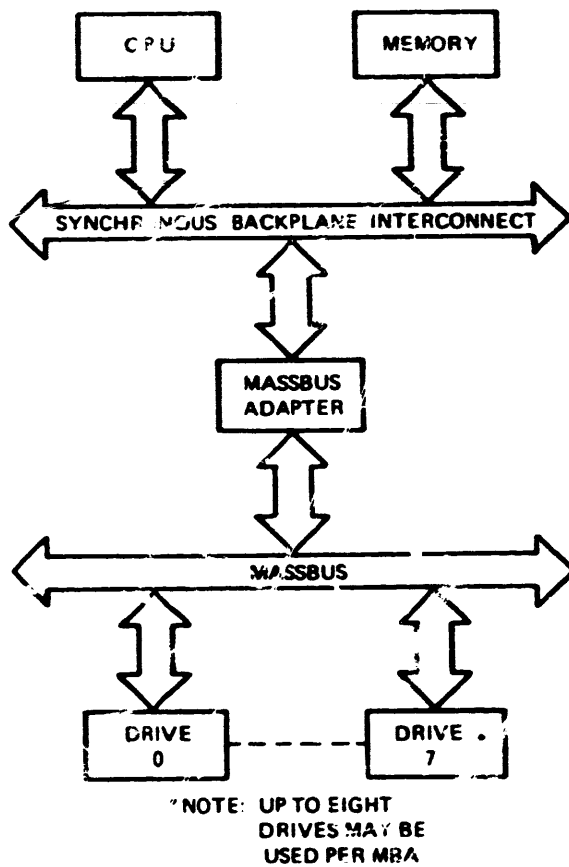 CPU
MEMORY
SYNCHRONOUS BACKPLANE INTERCONNECT
MASSBUS
ADAPTER
MASSBUS
DRIVE
0
DRIVE *
7
*NOTE: UP TO EIGHT
DRIVES MAY BE
USED PER MBA